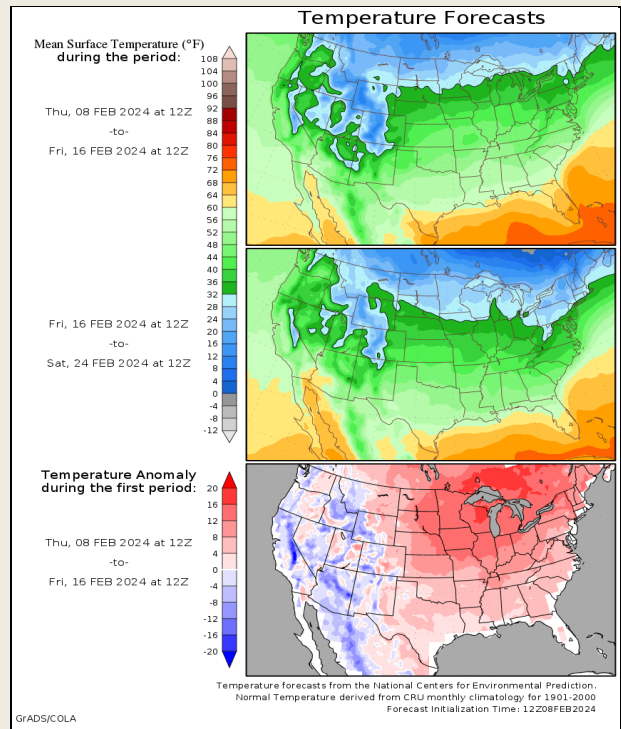 Temperature Forecasts
Mean Surface Temperature (°F)
during the period:
Thu, 08 FEB 2024 at 12Z
-to-
Fri, 16 FEB 2024 at 12Z
108
104
100
96
92
88
84
80
76
72
68
64
60
56
52
48
44
40
36
32
28
24
20
16
12
8
4
0
-4
-8
-12
Fri, 16 FEB 2024 at 12Z
-to-
Sat, 24 FEB 2024 at 12Z
Temperature Anomaly
during the first period:
Thu, 08 FEB 2024 at 12Z
-to-
Fri, 16 FEB 2024 at 12Z
20
16
12
8
4
0
-4
-8
-12
-16
-20
Temperature forecasts from the National Centers for Environmental Prediction.
Normal Temperature derived from CRU monthly climatology for 1901-2000
Forecast Initialization Time: 12Z08FEB2024
GrADS/COLA